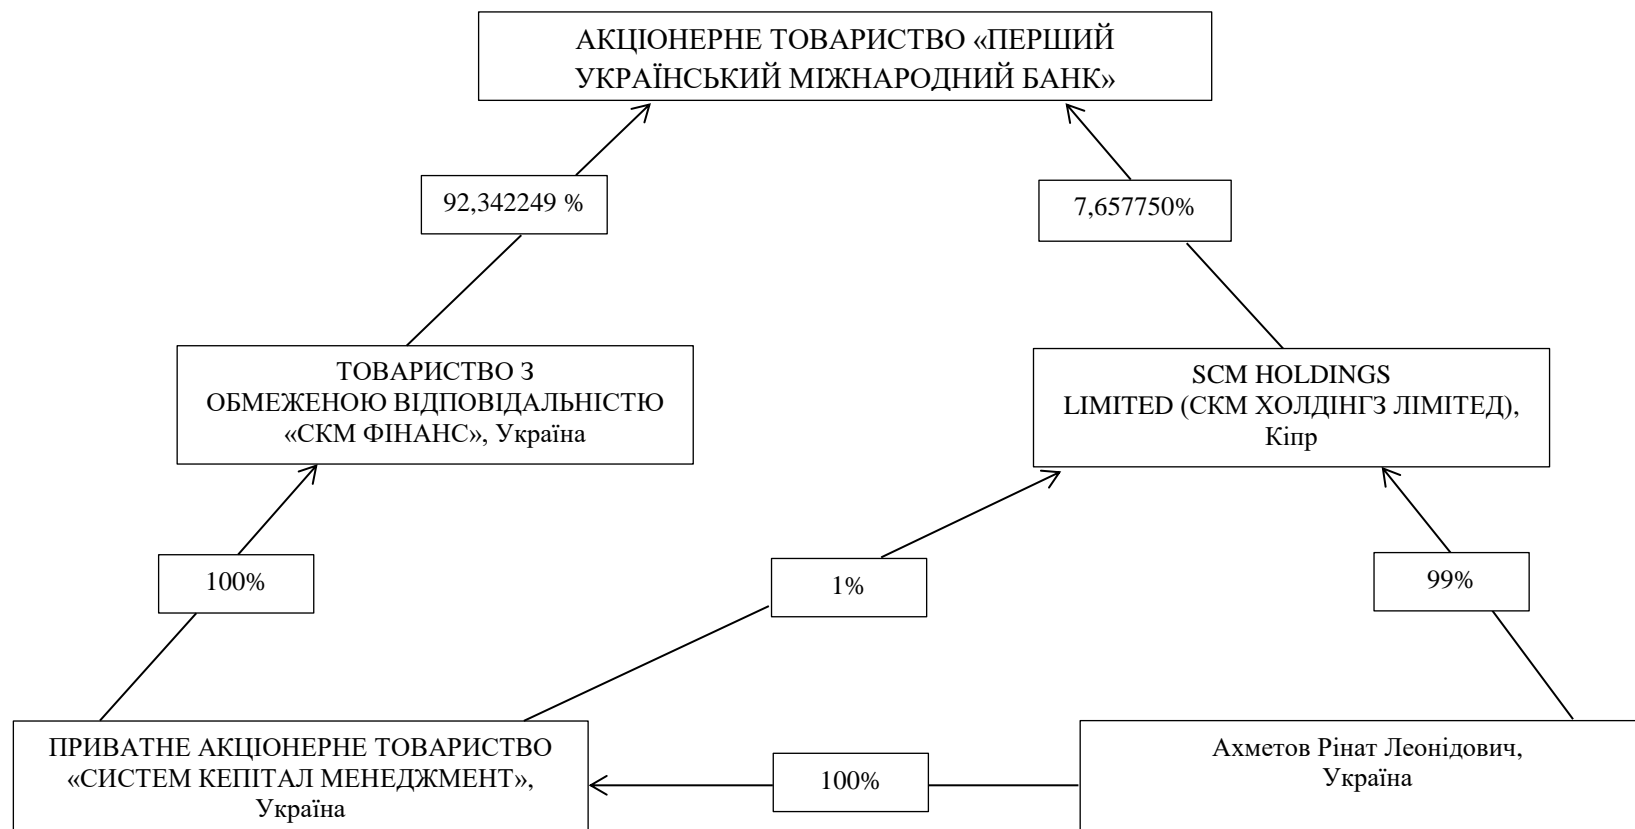 АКЦІОНЕРНЕ ТОВАРИСТВО «ПЕРШИЙ
УКРАЇНСЬКИЙ МІЖНАРОДНИЙ БАНК»
92,342249 %
7,657750%
ТОВАРИСТВО З
ОБМЕЖЕНОЮ ВІДПОВІДАЛЬНІСТЮ
«СКМ ФІНАНС», Україна
SCM HOLDINGS
LIMITED (СКМ ХОЛДІНГЗ ЛІМІТЕД),
Кіпр
100%
1%
99%
ПРИВАТНЕ АКЦІОНЕРНЕ ТОВАРИСТВО
«СИСТЕМ КЕПІТАЛ МЕНЕДЖМЕНТ»,
Україна
100%
Ахметов Рінат Леонідович,
Україна